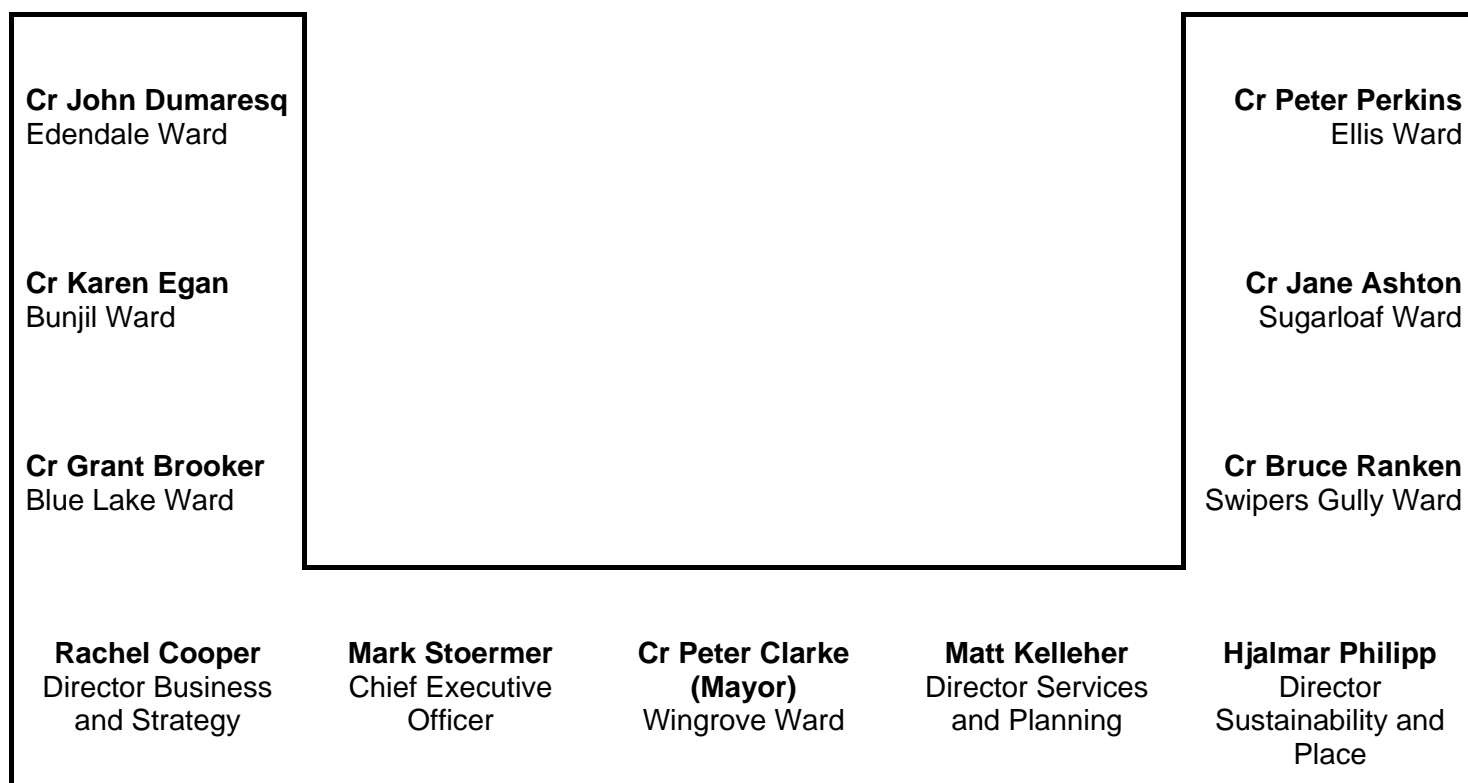 Cr John Dumaresq
Edendale Ward
Cr Peter Perkins
Ellis Ward
Cr Karen Egan
Bunjil Ward
Cr Jane Ashton
Sugarloaf Ward
Cr Grant Brooker
Blue Lake Ward
Cr Bruce Ranken
Swipers Gully Ward
Rachel Cooper
Director Business
and Strategy
Mark Stoermer
Chief Executive
Officer
Cr Peter Clarke
(Mayor)
Wingrove Ward
Matt Kelleher
Director Services
and Planning
Hjalmar Philipp
Director
Sustainability and
Place